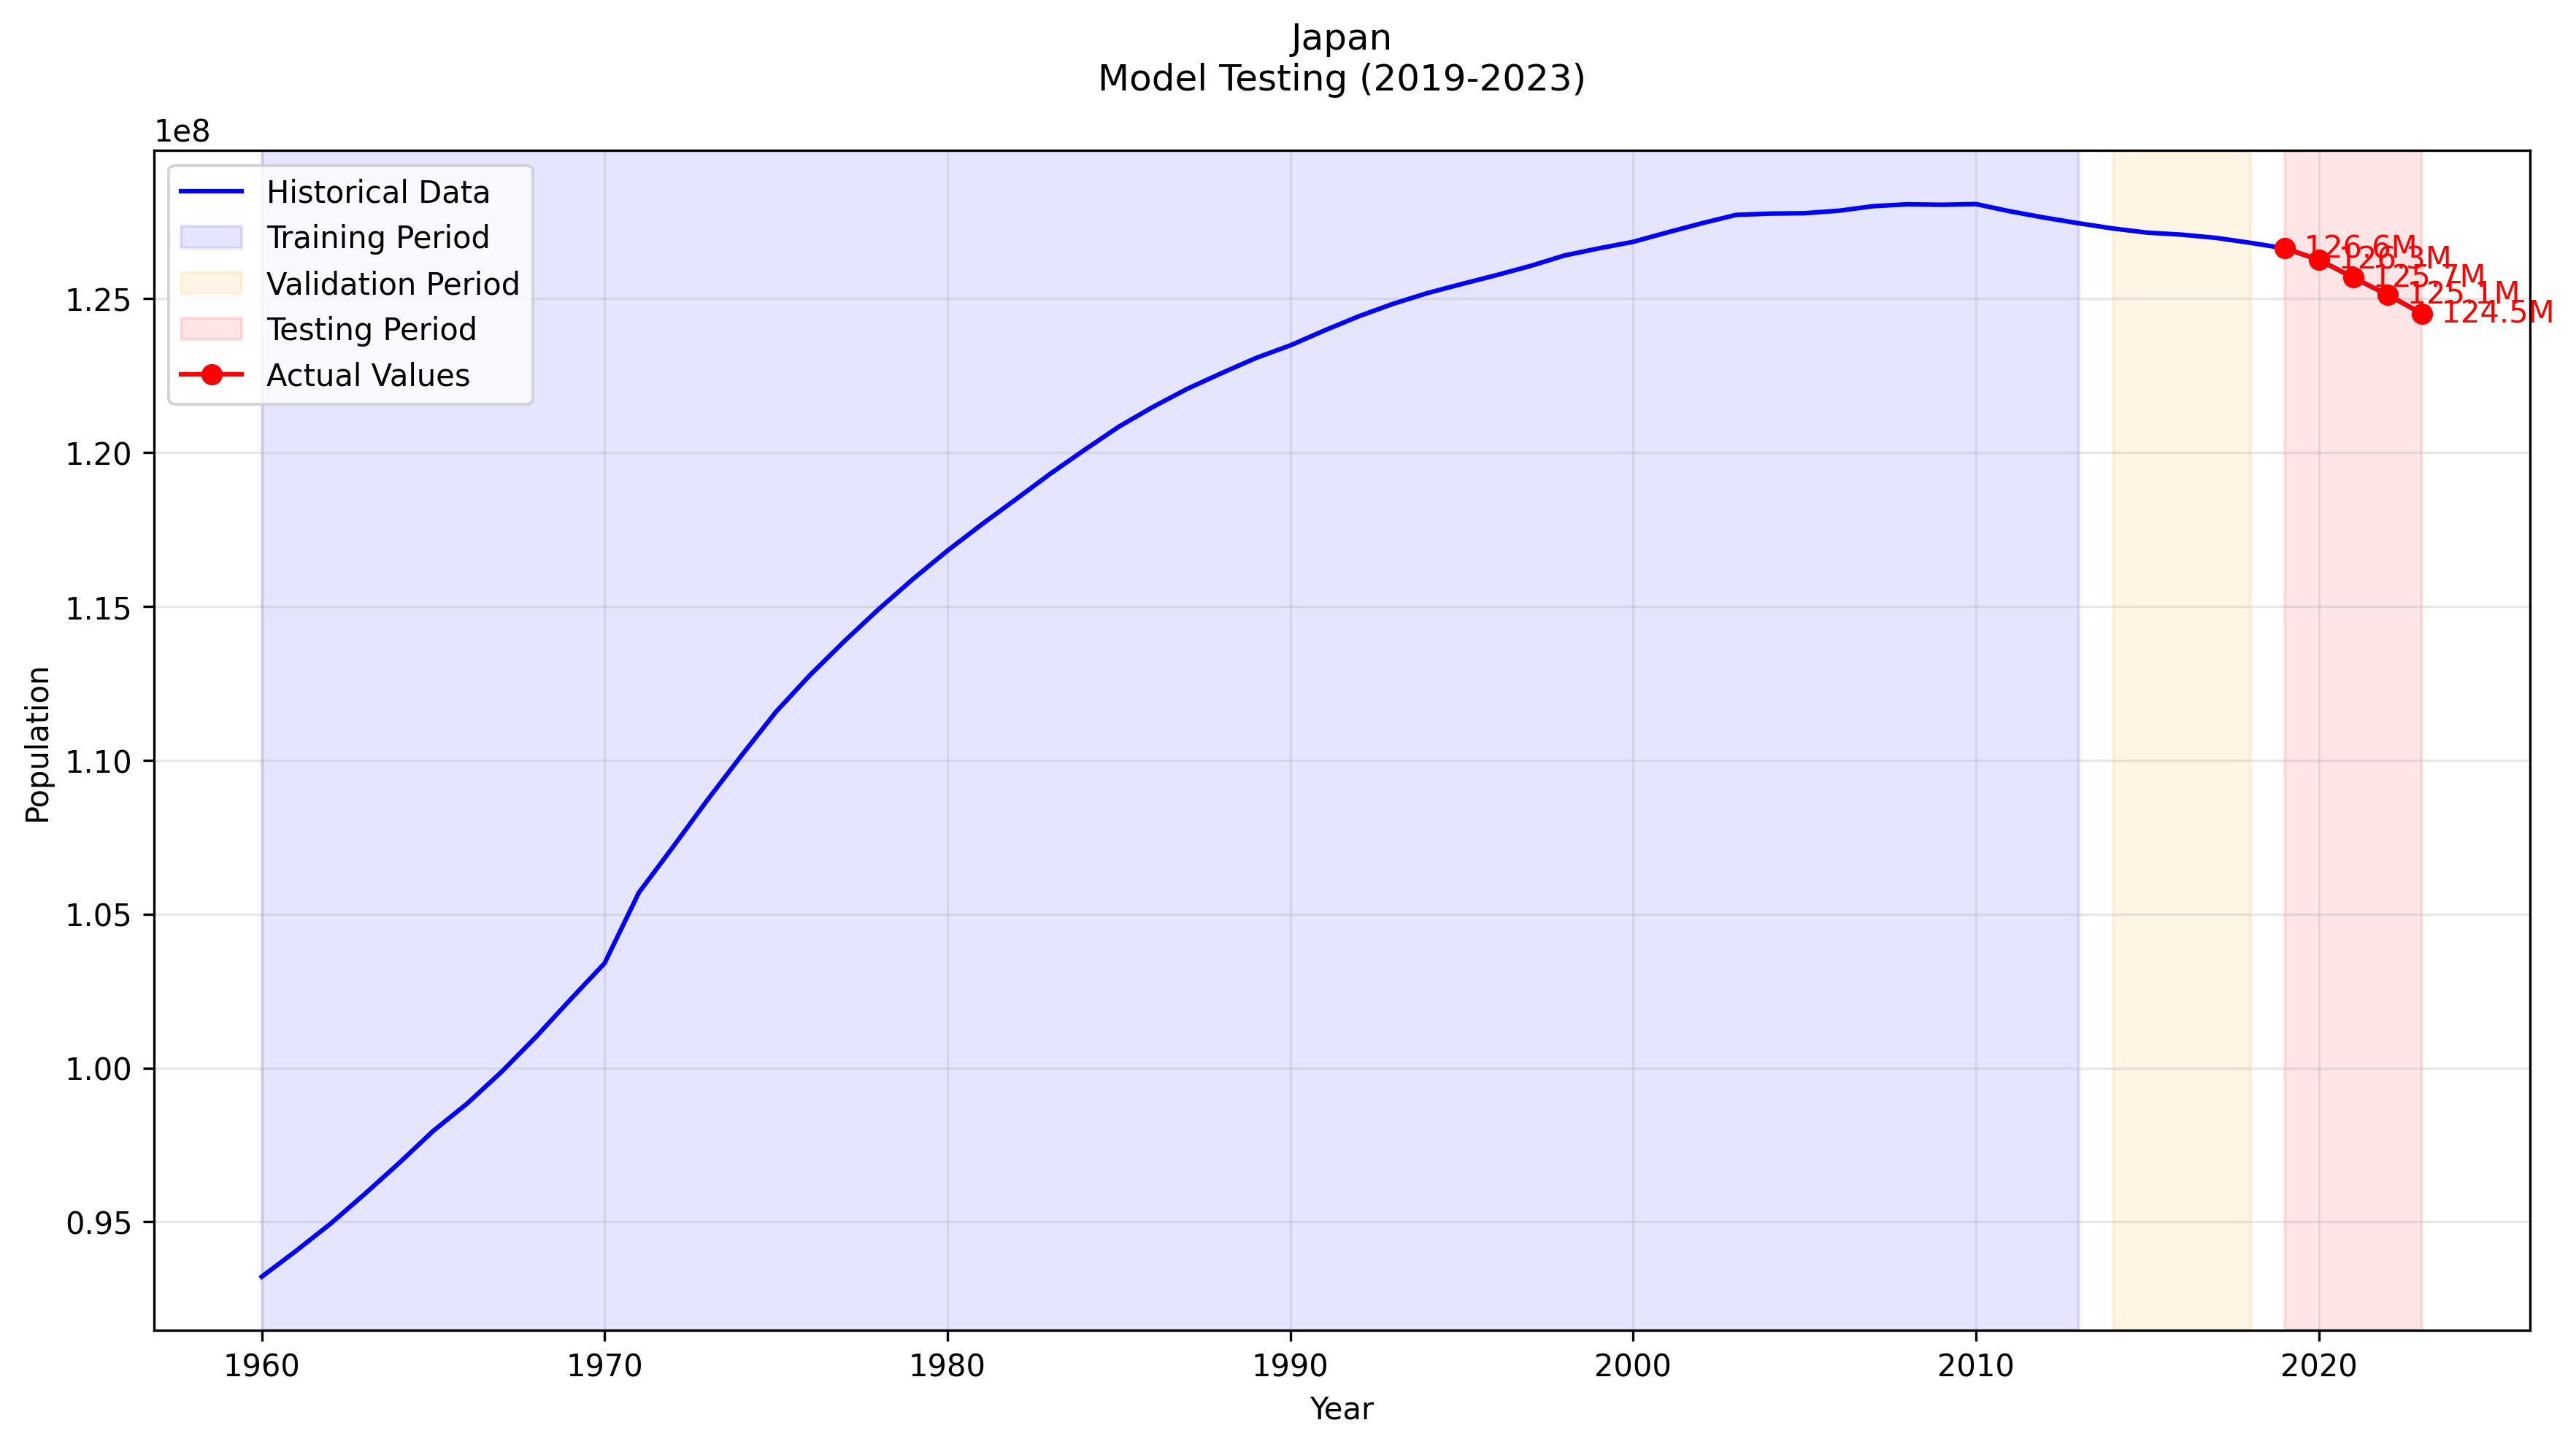 Japan
Model Testing (2019-2023)
1e8
Historical Data
Training Period
Validation Period
Testing Period
Actual Values
126.6M
126.3M
125.7M
125.1M
124.5M
1.25
1.20
1.15
1.10
1.05
1.00
0.95
Population
1960
1970
1980
1990
2000
2010
2020
Year